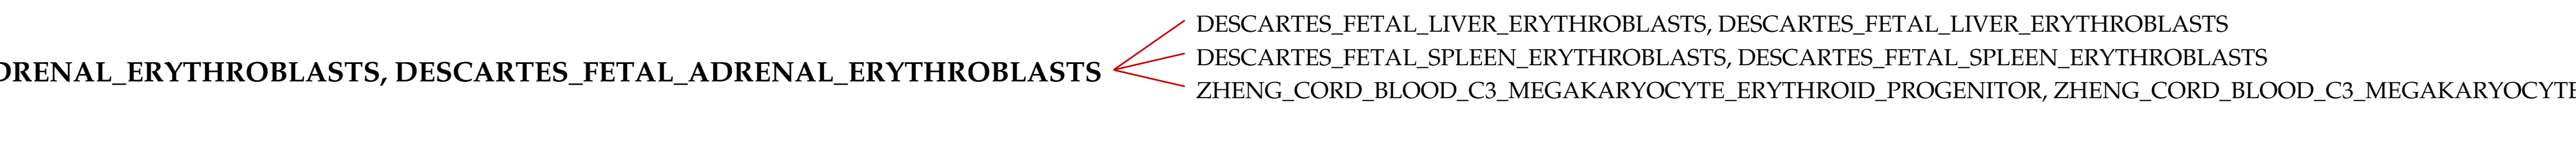 DRENAL_ERYTHROBLASTS, DESCARTES_FETAL_ADRENAL_ERYTHROBLASTS
DESCARTES_FETAL_LIVER_ERYTHROBLASTS, DESCARTES_FETAL_LIVER_ERYTHROBLASTS
DESCARTES_FETAL_SPLEEN_ERYTHROBLASTS, DESCARTES_FETAL_SPLEEN_ERYTHROBLASTS
ZHENG_CORD_BLOOD_C3_MEGAKARYOCYTE_ERYTHROID_PROGENITOR, ZHENG_CORD_BLOOD_C3_MEGAKARYOCYTE